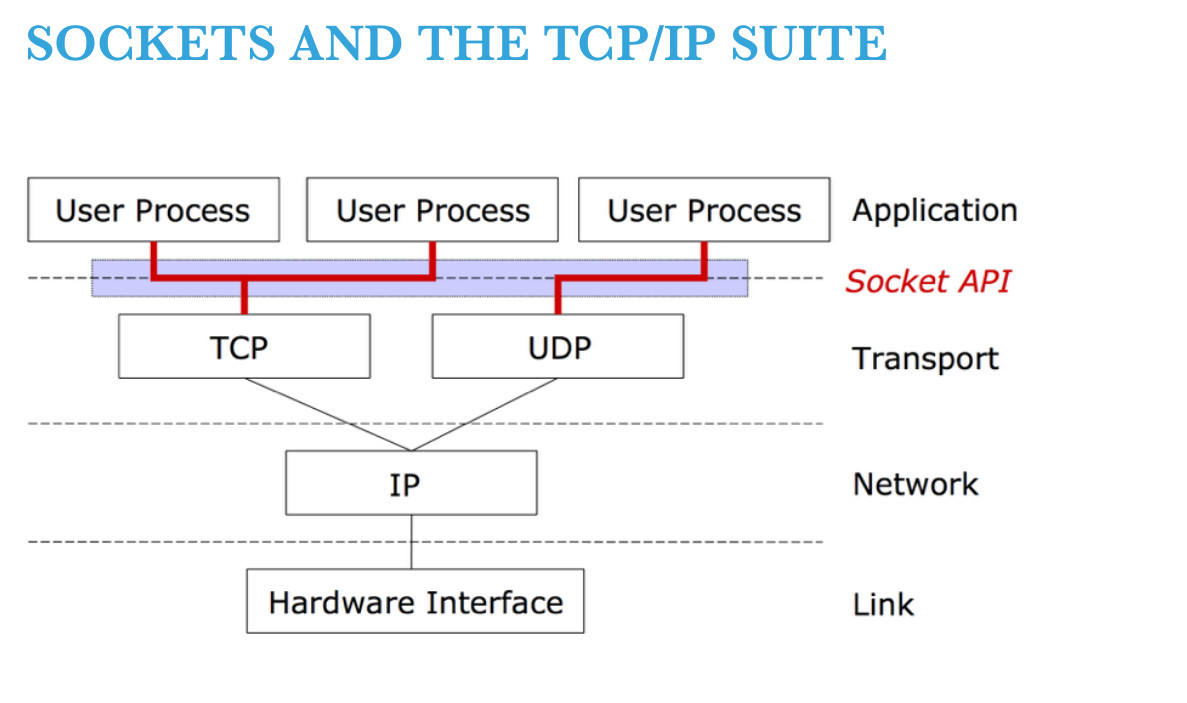 SOCKETS AND THE TCP/IP SUITE
User Process User Process User Process Application
Socket API
TCP UDP Transport
IP Network
Hardware Interface Link